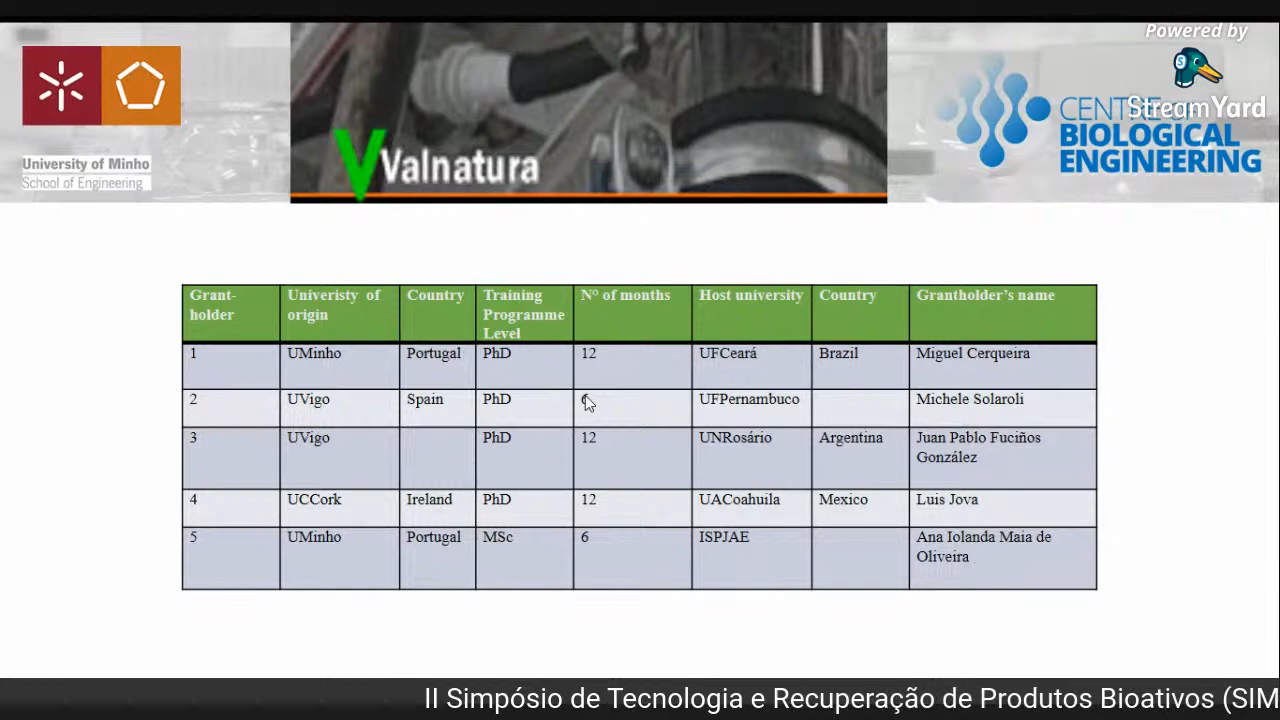 Powered by
StreamYard
University of Minho
School of Engineering
Valnatura
CENTRE OF
BIOLOGICAL
ENGINEERING
Grant-holder Univeristy of origin Country Training Programme Level N° of months Host university Country Grantholder's name
1 UMinho Portugal PhD 12 UFCeará Brazil Miguel Cerqueira
2 UVigo Spain PhD UFPernambuco Michele Solaroli
3 UVigo PhD 12 UNRosário Argentina Juan Pablo Fuciños González
4 UCCork Ireland PhD 12 UACoahuila Mexico Luis Jova
5 UMinho Portugal MSc 6 ISPJAE Ana Iolanda Maia de Oliveira
II Simpósio de Tecnologia e Recuperação de Produtos Bioativos (SIM